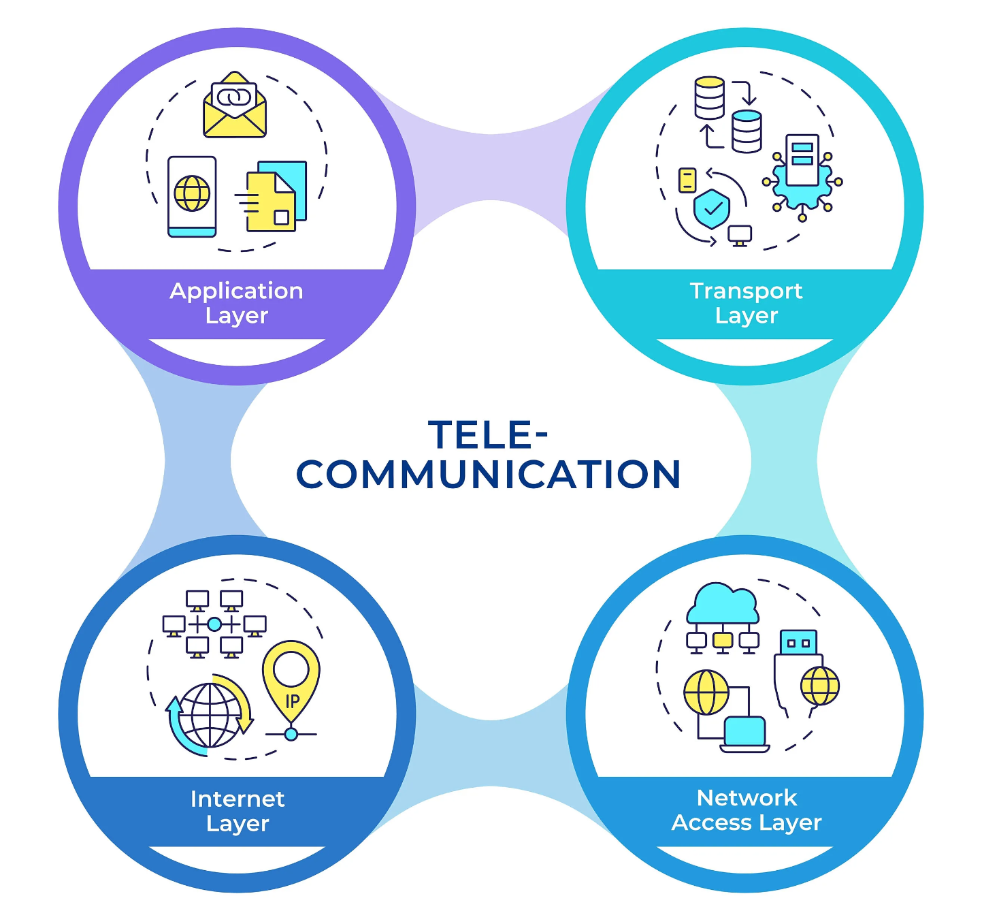 Application
Layer
Transport
Layer
TELE-
COMMUNICATION
IP
Internet
Layer
Network
Access Layer